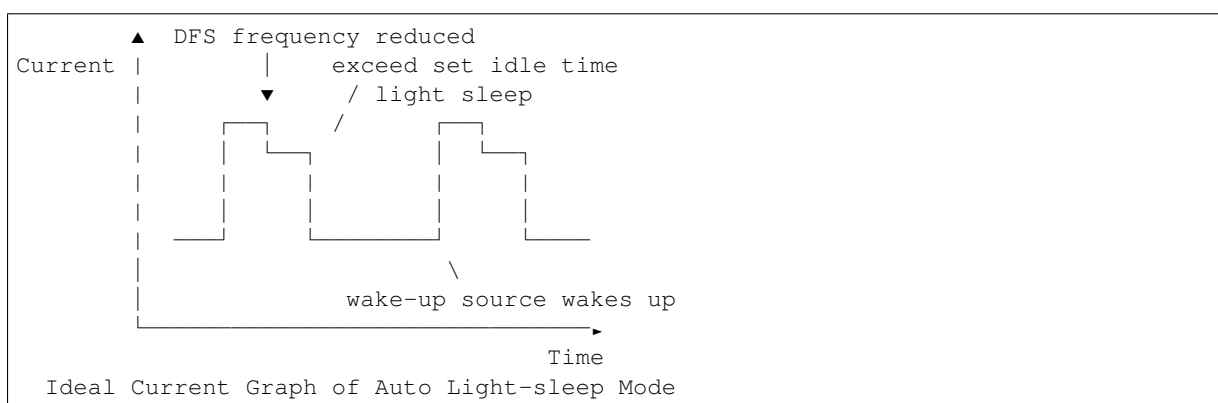 DFS frequency reduced
Current
exceed set idle time
light sleep
wake-up source wakes up
Time
Ideal Current Graph of Auto Light-sleep Mode